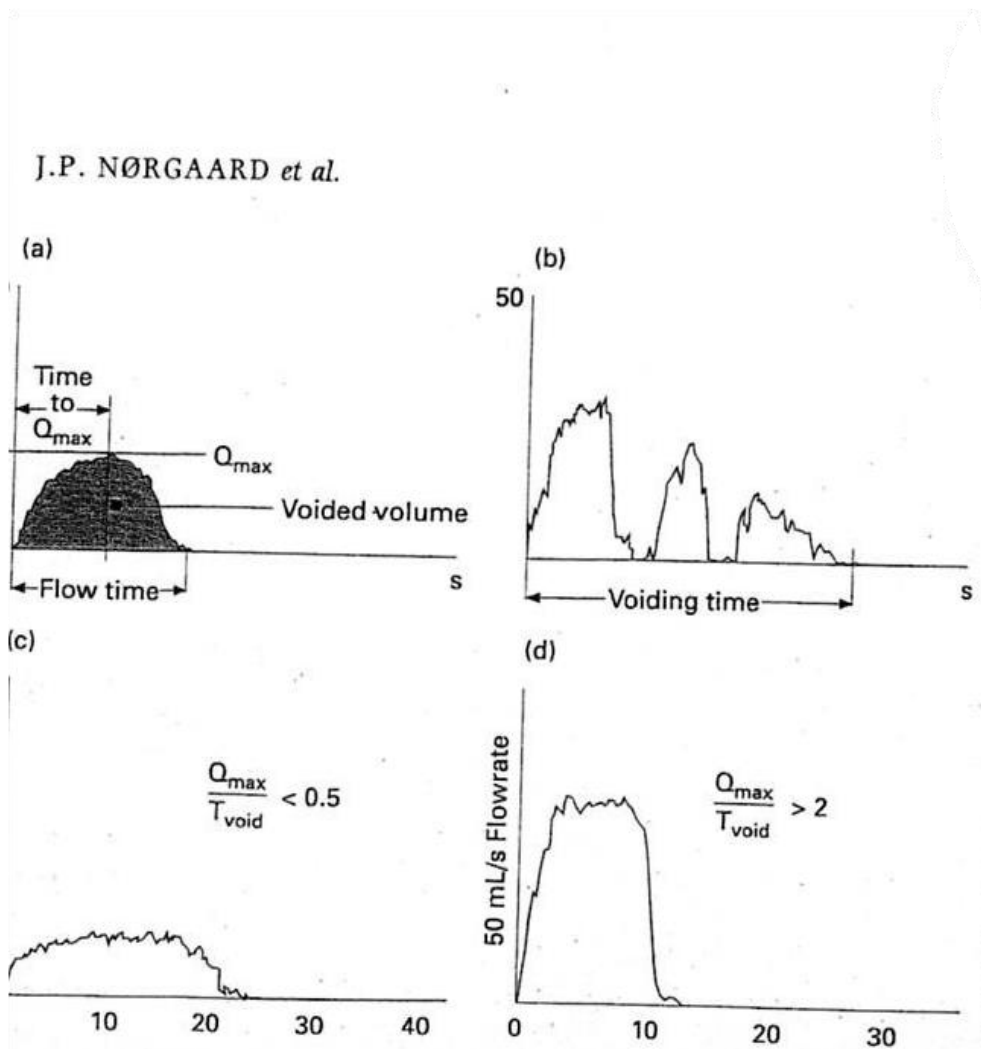 J.P. NØRGAARD et al.
(a)
Time
to
Qmax
Qmax
Voided volume
Flow time
s
(b)
50
Voiding time
s
(c)
Qmax
Tvoid
< 0.5
10 20 30 40
(d)
50 mL/s Flowrate
Qmax
Tvoid
> 2
0 10 20 30